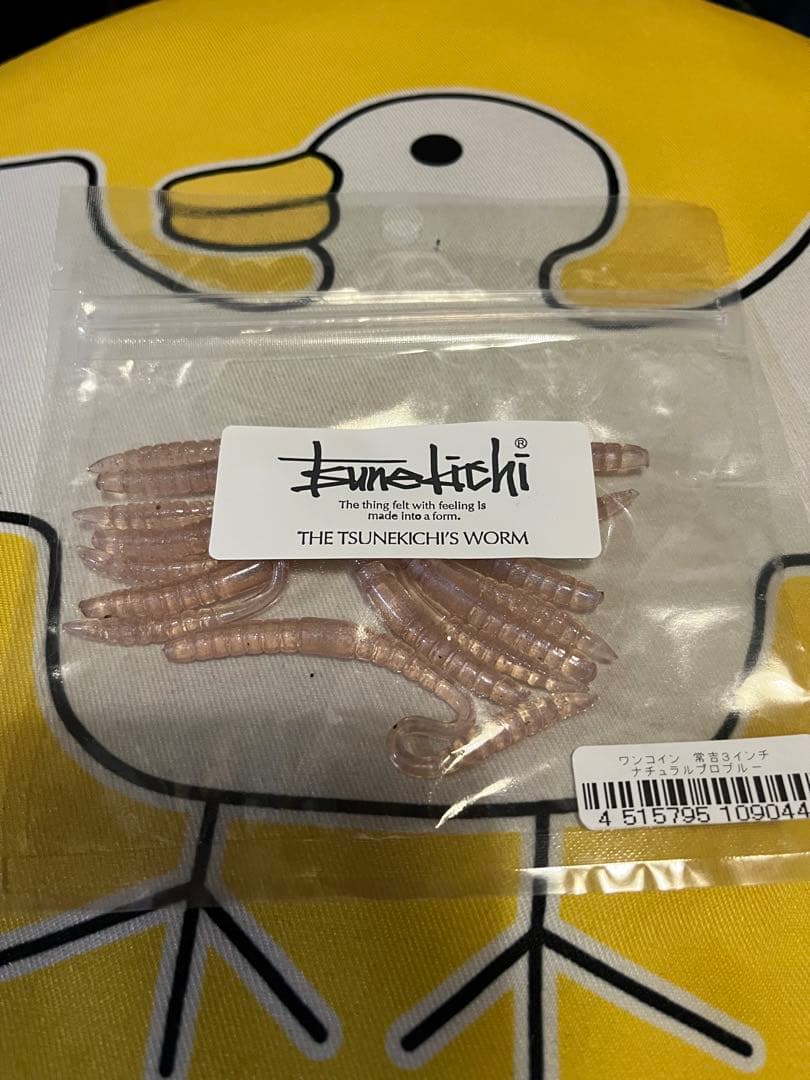 tsunekichi®
The thing felt with feeling is
made into a form.
THE TSUNEKICHI'S WORM
ワンコイン 常吉3インチ
ナチュラルプロブルー
4 515795 109044